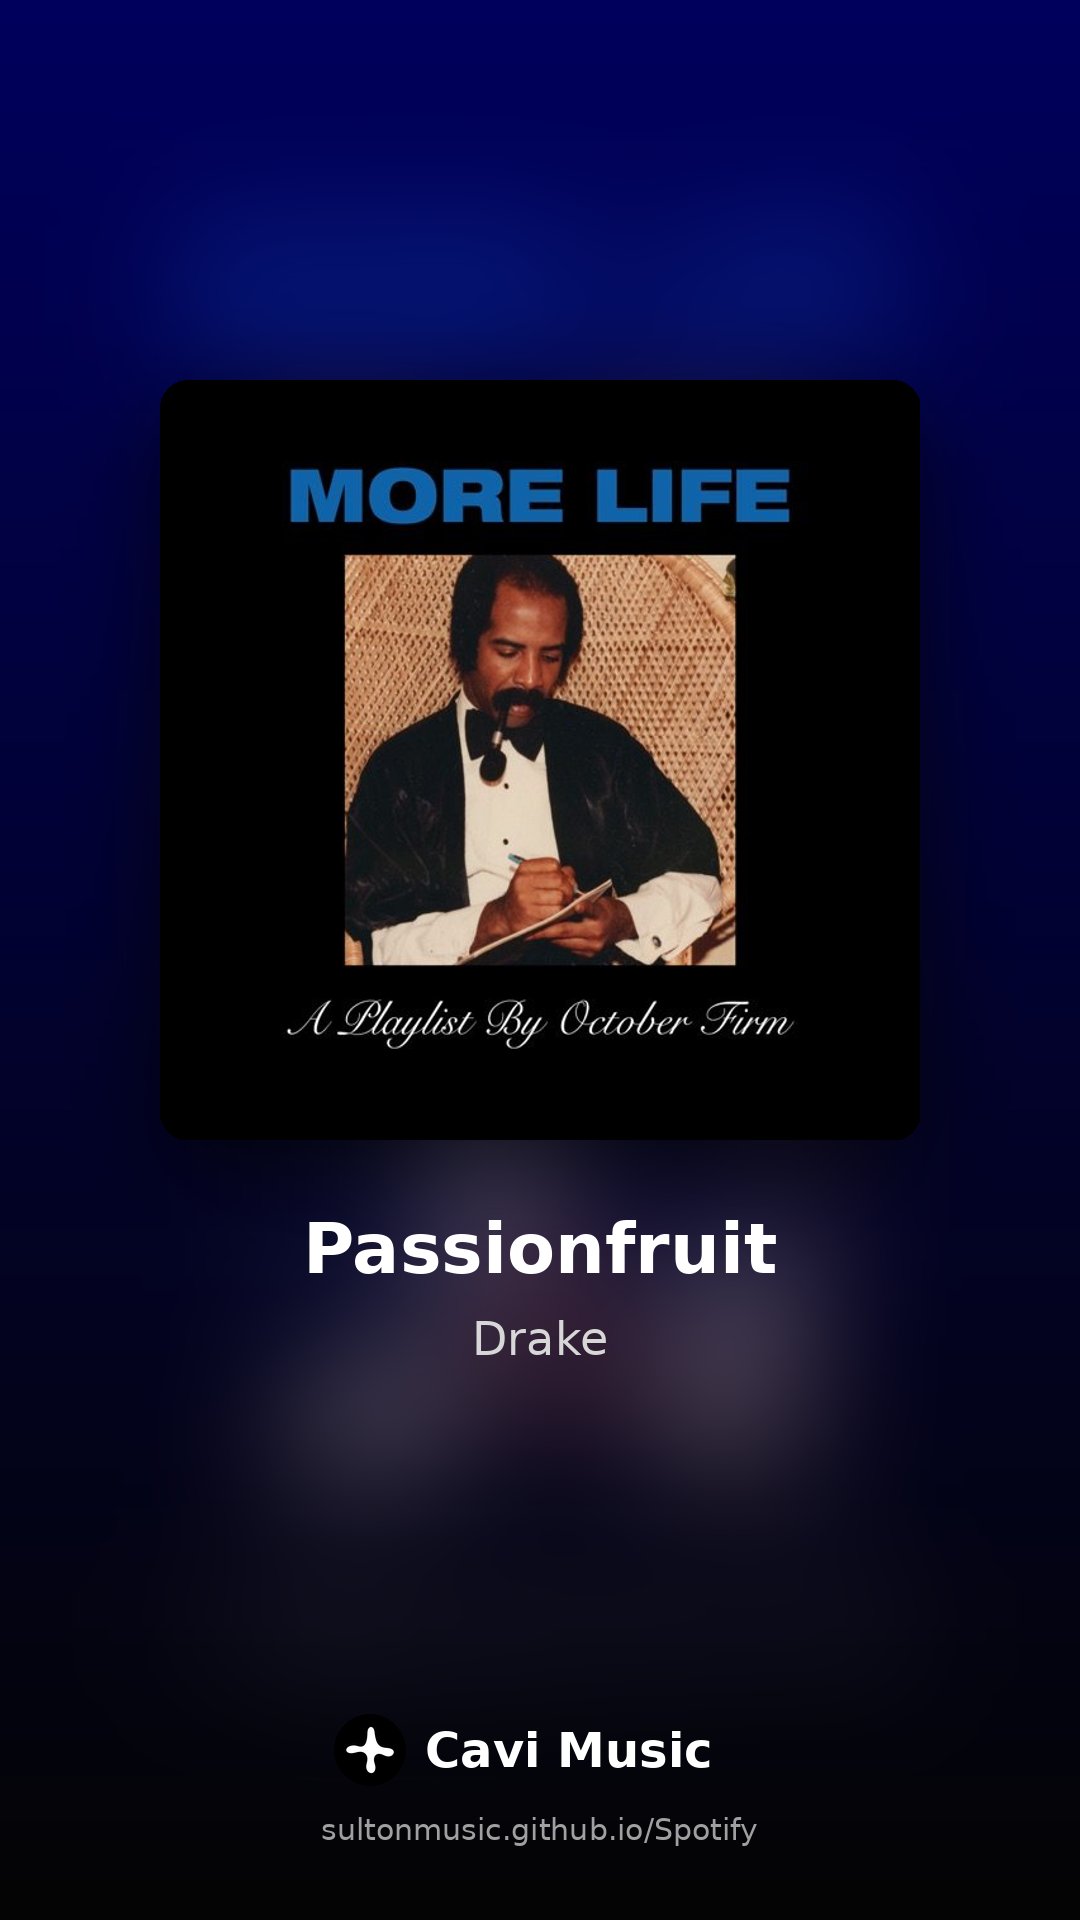 MORE LIFE
A Playlist By October Firm
Passionfruit
Drake
Cavi Music
sultonmusic.github.io/Spotify